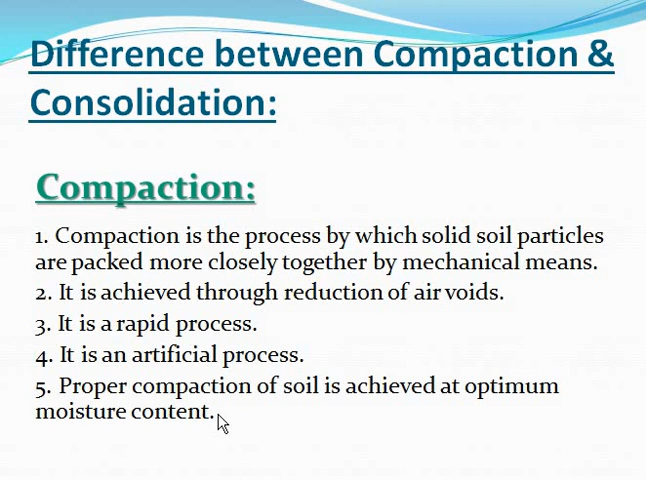 Difference between Compaction &
Consolidation:
Compaction:
1. Compaction is the process by which solid soil particles
are packed more closely together by mechanical means.
2. It is achieved through reduction of air voids.
3. It is a rapid process.
4. It is an artificial process.
5. Proper compaction of soil is achieved at optimum
moisture content.